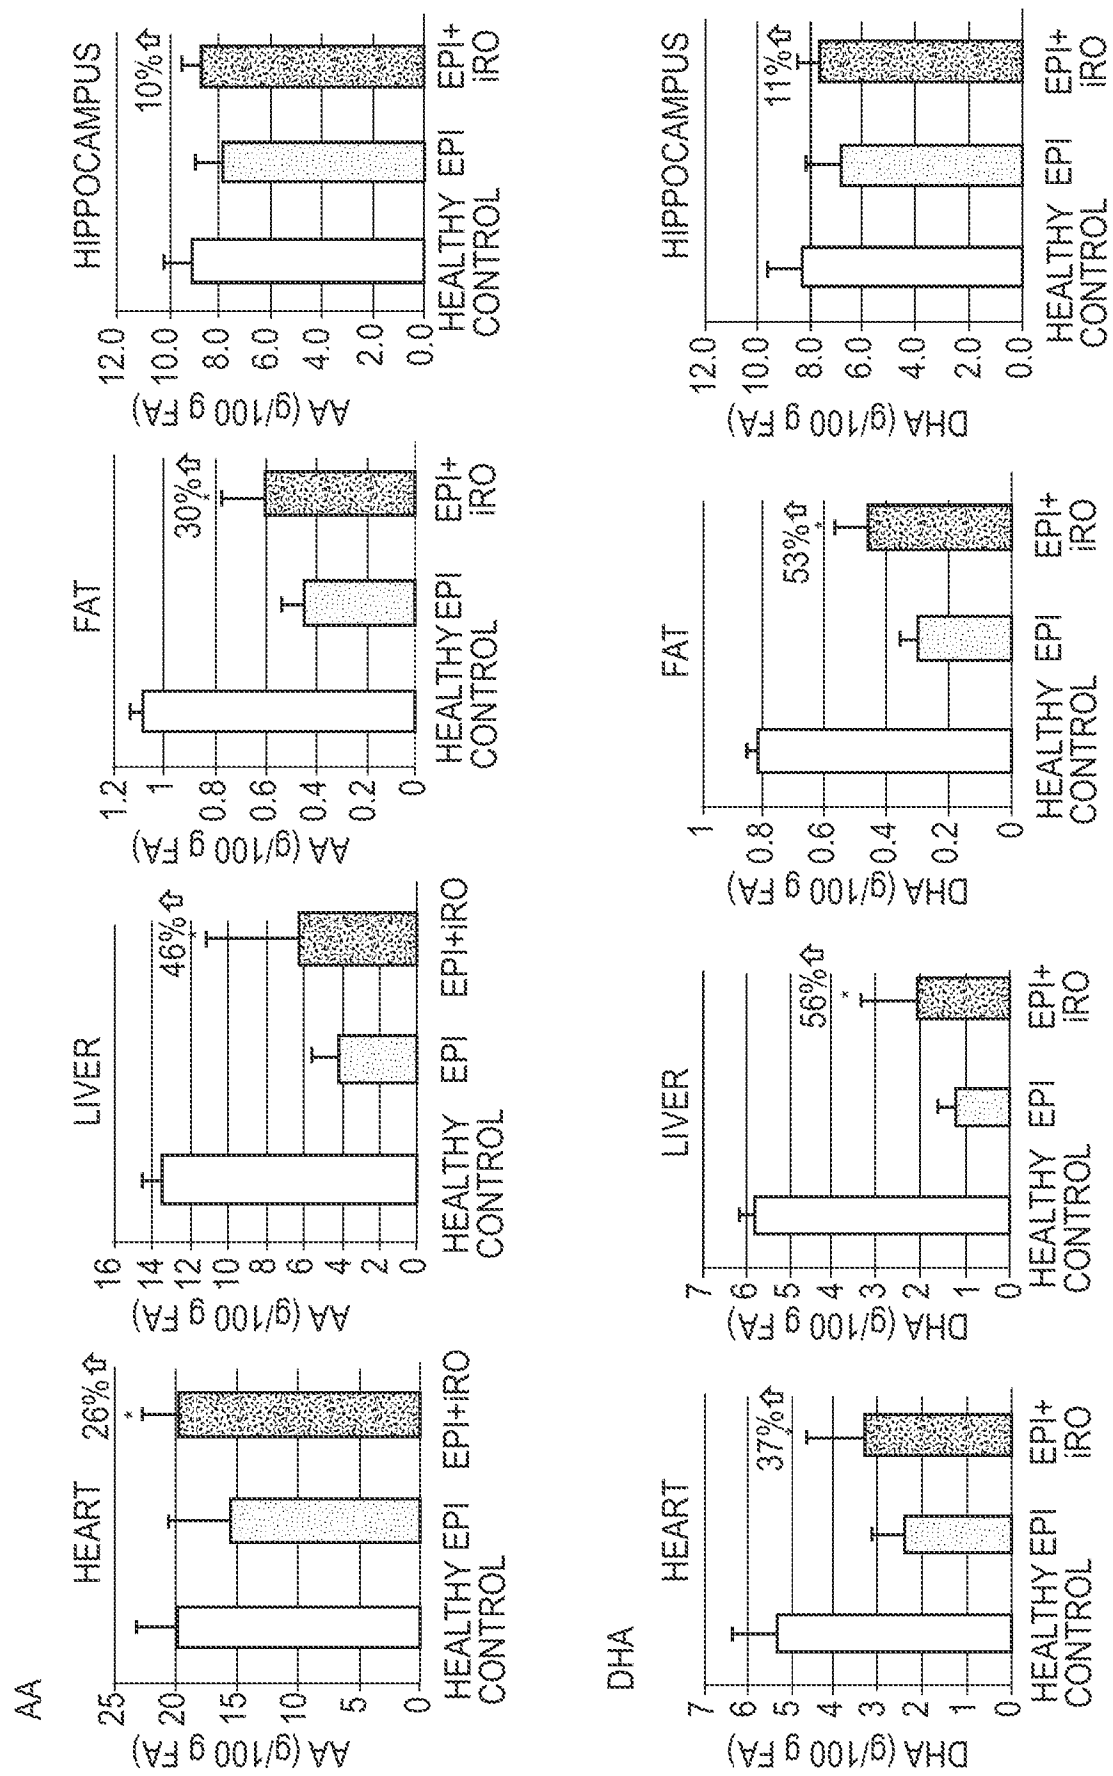 AA
HEART
AA (g/100 g FA)
25
20
15
10
5
0
26%⇧
*
HEALTHY CONTROL
EPI
EPI+iRO
LIVER
AA (g/100 g FA)
16
14
12
10
8
6
4
2
0
46%⇧
*
HEALTHY CONTROL
EPI
EPI+iRO
FAT
AA (g/100 g FA)
1.2
1
0.8
0.6
0.4
0.2
0
30%⇧
*
HEALTHY CONTROL
EPI
EPI+
iRO
HIPPOCAMPUS
AA (g/100 g FA)
12.0
10.0
8.0
6.0
4.0
2.0
0.0
10%⇧
HEALTHY CONTROL
EPI
EPI+
iRO
DHA
HEART
DHA (g/100 g FA)
7
6
5
4
3
2
1
0
37%⇧
*
HEALTHY CONTROL
EPI
EPI+
iRO
LIVER
DHA (g/100 g FA)
7
6
5
4
3
2
1
0
56%⇧
*
HEALTHY CONTROL
EPI
EPI+
iRO
FAT
DHA (g/100 g FA)
1
0.8
0.6
0.4
0.2
0
53%⇧
*
HEALTHY CONTROL
EPI
EPI+
iRO
HIPPOCAMPUS
DHA (g/100 g FA)
12.0
10.0
8.0
6.0
4.0
2.0
0.0
11%⇧
HEALTHY CONTROL
EPI
EPI+
iRO